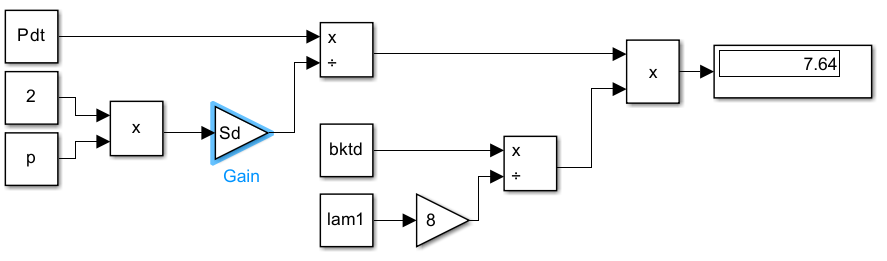 Pdt
x
÷
2
x
p
Sd
Gain
x
7.64
bktd
x
÷
lam1
8